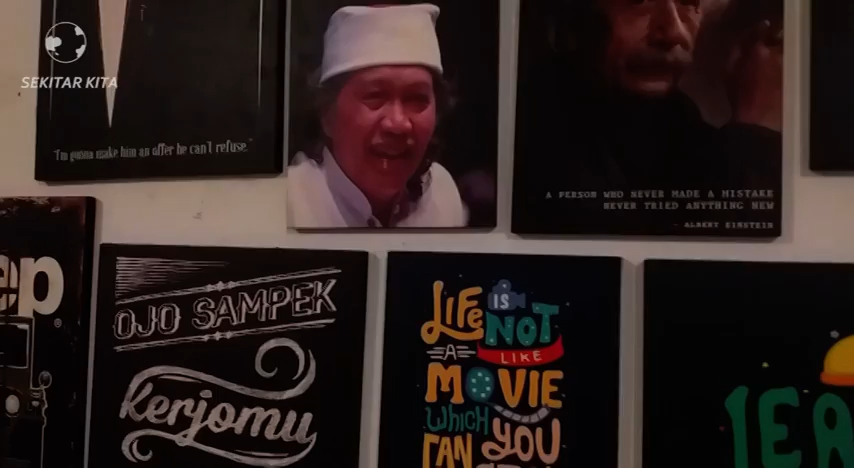 SEKITAR KITA
"I'm gonna make him an offer he can't refuse."
A PERSON WHO NEVER MADE A MISTAKE
NEVER TRIED ANYTHING NEW
- ALBERT EINSTEIN
ep
OJO SAMPEK
kerjomu
LIFE IS
NOT
A LIKE
MOVIE
WHICH YOU
CAN